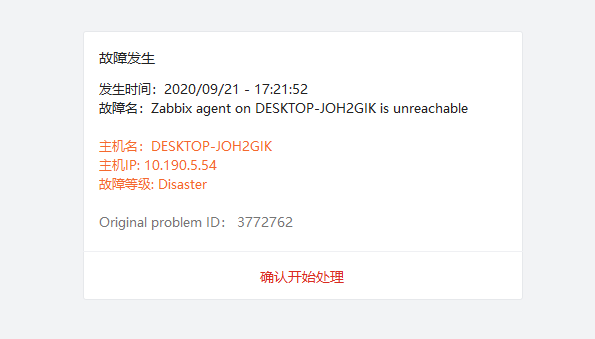 故障发生
发生时间：2020/09/21 - 17:21:52
故障名：Zabbix agent on DESKTOP-JOH2GIK is unreachable
主机名：DESKTOP-JOH2GIK
主机IP: 10.190.5.54
故障等级: Disaster
Original problem ID： 3772762
确认开始处理